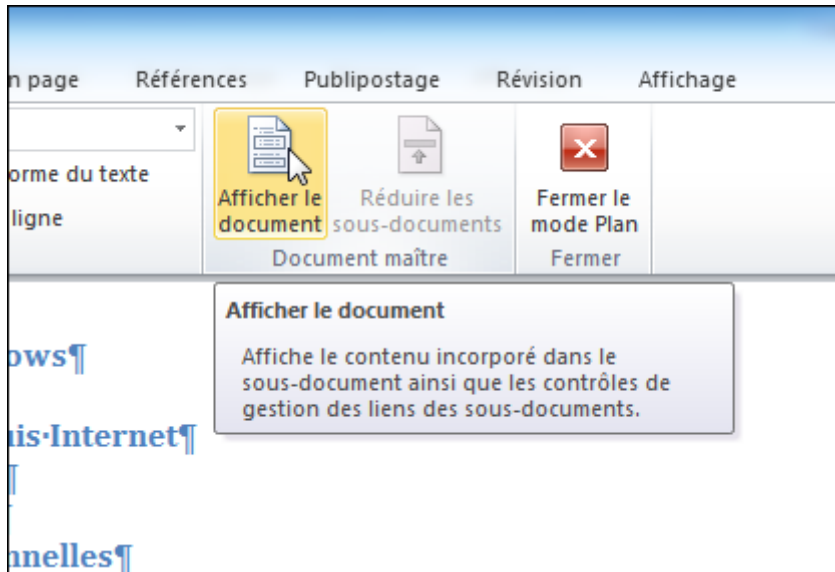 n page Références Publipostage Révision Affichage
orme du texte
ligne
Afficher le document
Réduire les sous-documents
Fermer le mode Plan
Document maître
Fermer
Afficher le document
Affiche le contenu incorporé dans le
sous-document ainsi que les contrôles de
gestion des liens des sous-documents.
ows¶
is·Internet¶
¶
nnelles¶